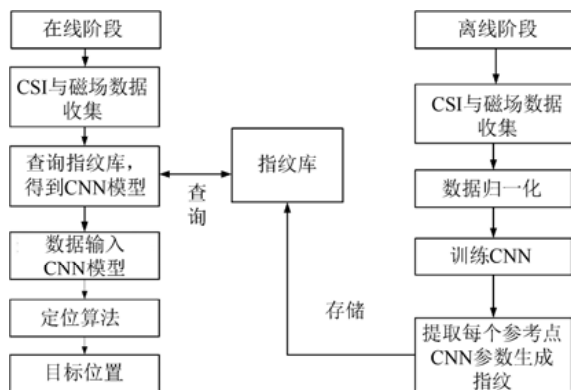 在线阶段
CSI与磁场数据
收集
查询指纹库，
得到CNN模型
数据输入
CNN模型
定位算法
目标位置
指纹库
查
询
存储
离线阶段
CSI与磁场数据
收集
数据归一化
训练CNN
提取每个参考点
CNN参数生成
指纹